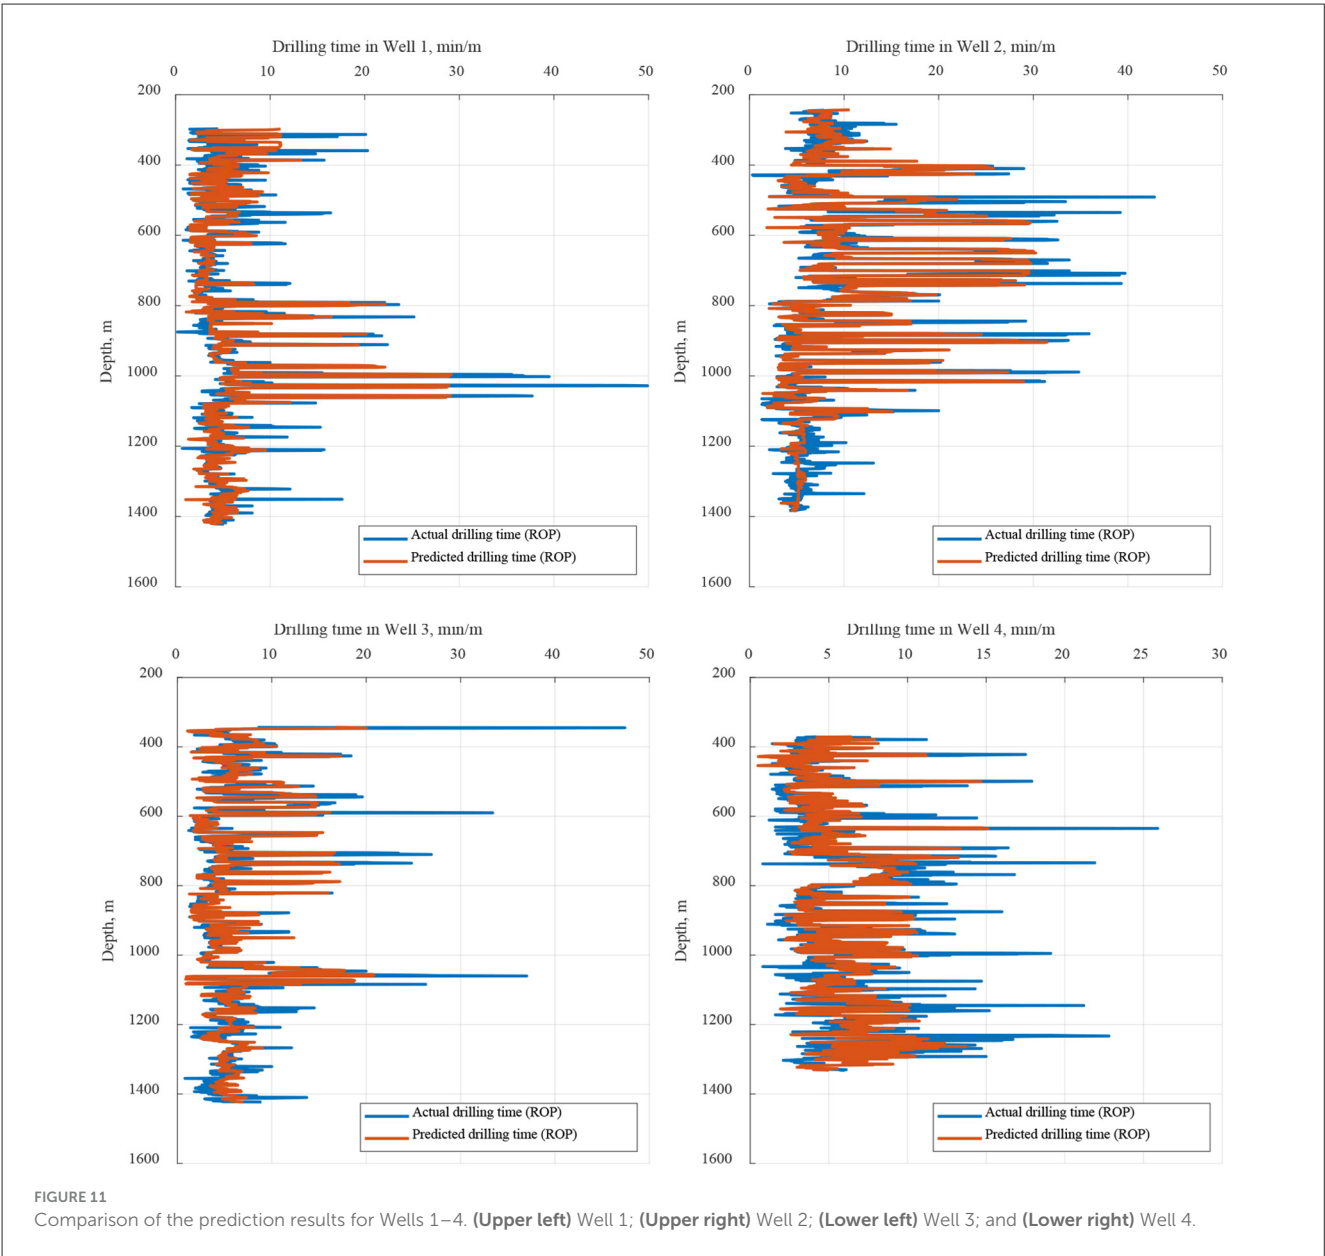 Drilling time in Well 1, min/m
0 10 20 30 40 50
200
400
600
800
1000
1200
1400
1600
Depth, m
Actual drilling time (ROP)
Predicted drilling time (ROP)
Drilling time in Well 2, min/m
0 10 20 30 40 50
200
400
600
800
1000
1200
1400
1600
Depth, m
Actual drilling time (ROP)
Predicted drilling time (ROP)
Drilling time in Well 3, min/m
0 10 20 30 40 50
200
400
600
800
1000
1200
1400
1600
Depth, m
Actual drilling time (ROP)
Predicted drilling time (ROP)
Drilling time in Well 4, min/m
0 5 10 15 20 25 30
200
400
600
800
1000
1200
1400
1600
Depth, m
Actual drilling time (ROP)
Predicted drilling time (ROP)
FIGURE 11
Comparison of the prediction results for Wells 1–4. (Upper left) Well 1; (Upper right) Well 2; (Lower left) Well 3; and (Lower right) Well 4.